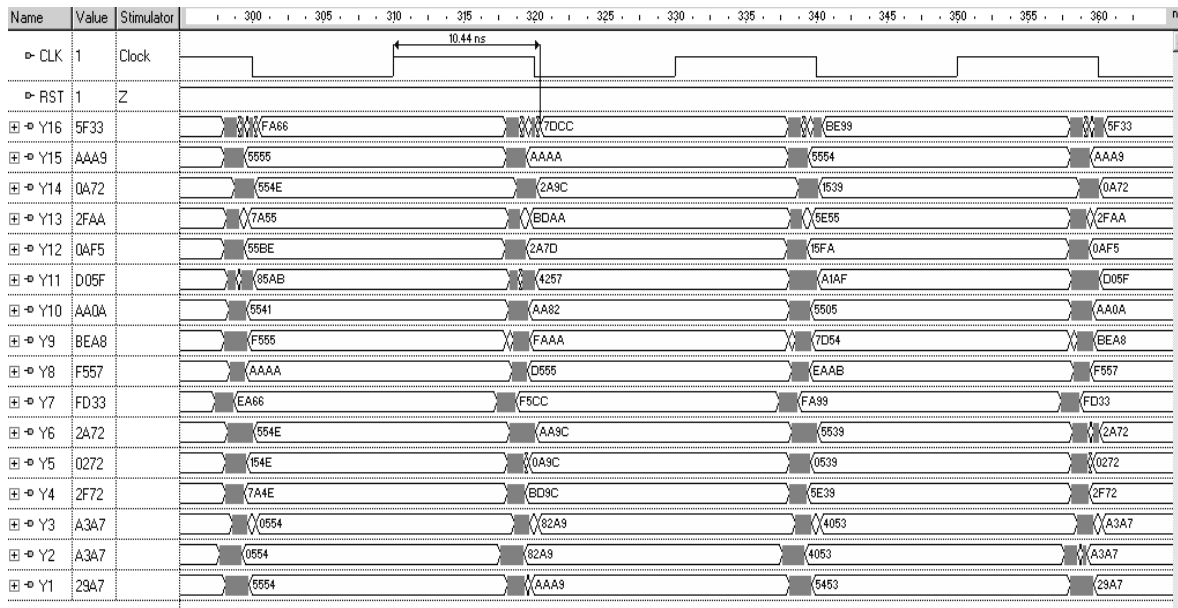 Name Value Stimulator 300 305 310 315 320 325 330 335 340 345 350 355 360 n
10.44 ns
CLK 1 Clock
RST 1 Z
Y16 5F33 FA66 7DCC BE99 5F33
Y15 AAA9 5555 AAAA 5554 AAA9
Y14 0A72 554E 2A9C 1539 0A72
Y13 2FAA 7A55 BDAA 5E55 2FAA
Y12 0AF5 55BE 2A7D 15FA 0AF5
Y11 D05F 85AB 4257 A1AF D05F
Y10 AA0A 5541 AA82 5505 AA0A
Y9 BEA8 F555 FAAA 7D54 BEA8
Y8 F557 AAAA D555 EAAB F557
Y7 FD33 EA66 F5CC FA99 FD33
Y6 2A72 554E AA9C 5539 2A72
Y5 0272 154E 0A9C 0539 0272
Y4 2F72 7A4E BD9C 5E39 2F72
Y3 A3A7 0554 82A9 4053 A3A7
Y2 A3A7 0554 82A9 4053 A3A7
Y1 29A7 5554 AAA9 5453 29A7